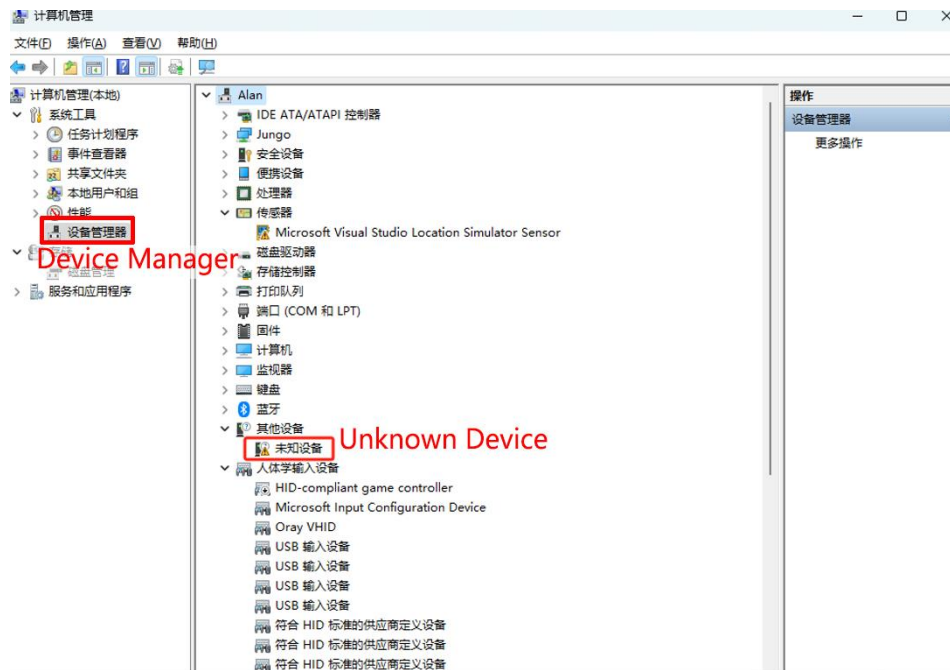 计算机管理
文件(F) 操作(A) 查看(V) 帮助(H)
计算机管理(本地)
系统工具
任务计划程序
事件查看器
共享文件夹
本地用户和组
性能
设备管理器
Device Manager
存储
磁盘管理
服务和应用程序
Alan
IDE ATA/ATAPI 控制器
Jungo
安全设备
便携设备
处理器
传感器
Microsoft Visual Studio Location Simulator Sensor
磁盘驱动器
存储控制器
打印队列
端口 (COM 和 LPT)
固件
计算机
监视器
键盘
蓝牙
其他设备
未知设备
Unknown Device
人体学输入设备
HID-compliant game controller
Microsoft Input Configuration Device
Oray VHID
USB 输入设备
USB 输入设备
USB 输入设备
USB 输入设备
符合 HID 标准的供应商定义设备
符合 HID 标准的供应商定义设备
符合 HID 标准的供应商定义设备
操作
设备管理器
更多操作